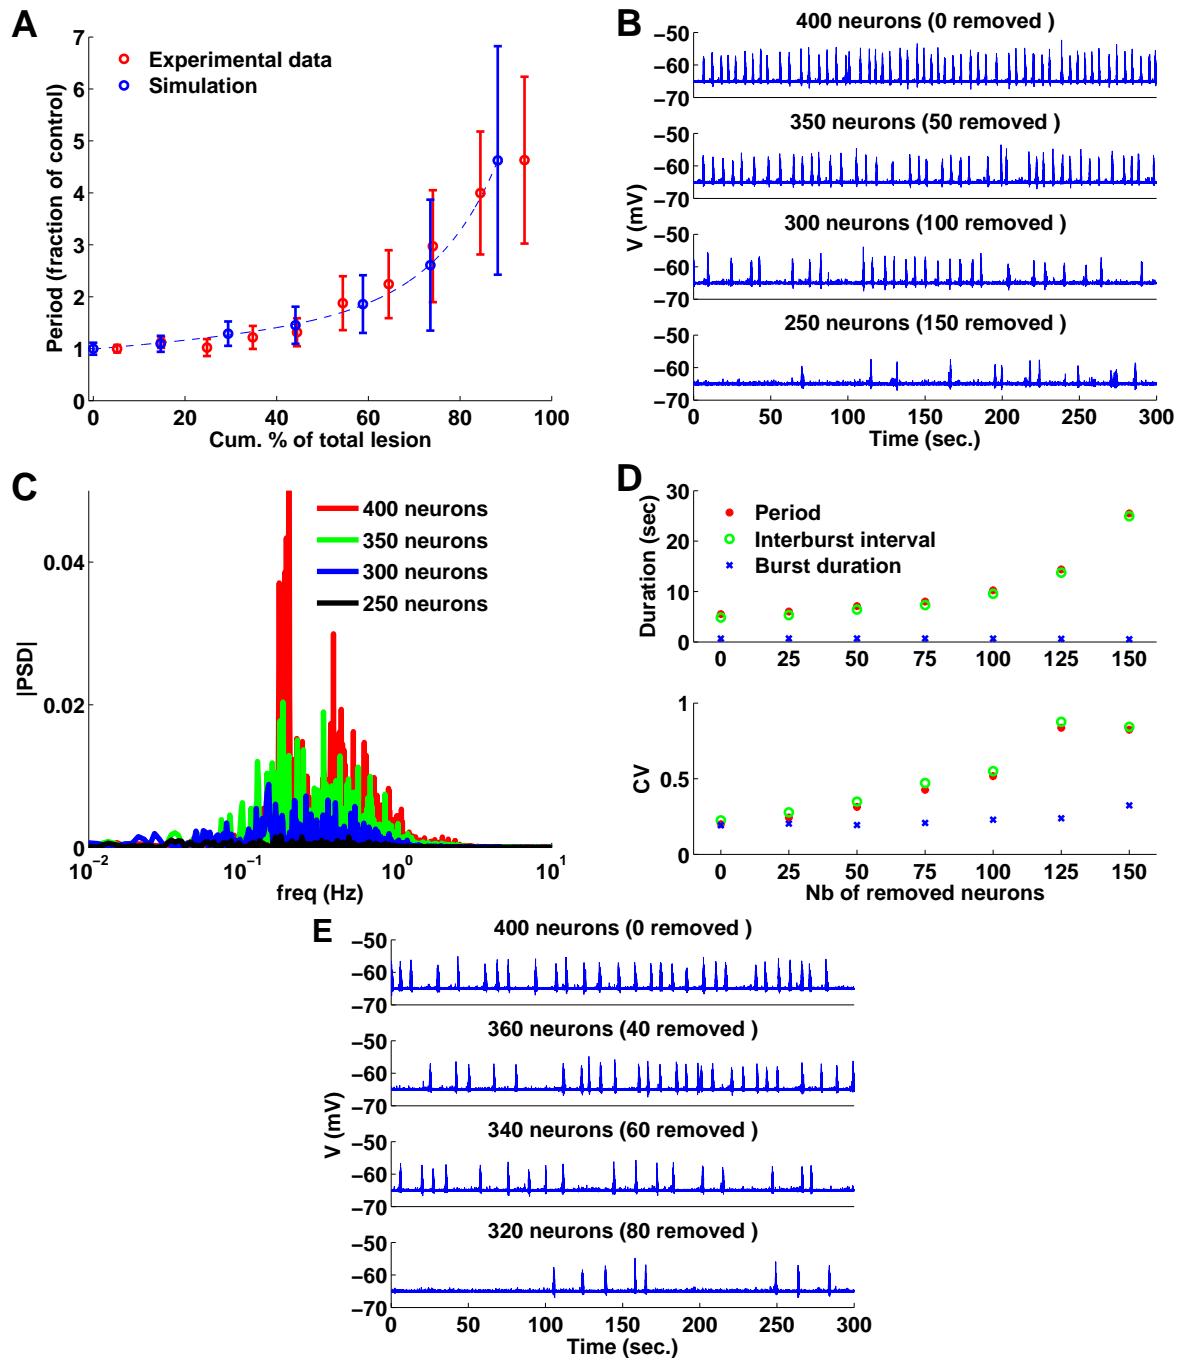 A
7
6
5
4
3
2
1
0
Period (fraction of control)
Experimental data
Simulation
0 20 40 60 80 100
Cum. % of total lesion
B
400 neurons (0 removed )
−50
−60
−70
350 neurons (50 removed )
−50
−60
−70
V (mV)
300 neurons (100 removed )
−50
−60
−70
250 neurons (150 removed )
−50
−60
−70
0 50 100 150 200 250 300
Time (sec.)
C
|PSD|
0.04
0.02
0
400 neurons
350 neurons
300 neurons
250 neurons
10−2 10−1 100 101
freq (Hz)
D
Duration (sec)
30
20
10
0
Period
Interburst interval
Burst duration
0 25 50 75 100 125 150
CV
1
0.5
0
0 25 50 75 100 125 150
Nb of removed neurons
E
400 neurons (0 removed )
−50
−60
−70
360 neurons (40 removed )
−50
−60
−70
V (mV)
340 neurons (60 removed )
−50
−60
−70
320 neurons (80 removed )
−50
−60
−70
0 50 100 150 200 250 300
Time (sec.)